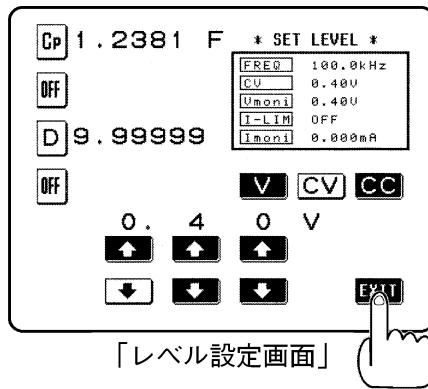 Cp 1.2381 F
* SET LEVEL *
FREQ 100.0kHz
CV 0.40V
Vmoni 0.40V
I-LIM OFF
Imoni 0.000mA
OFF
D 9.99999
OFF
V CV CC
0. 4 0 V
EXIT
「レベル設定画面」